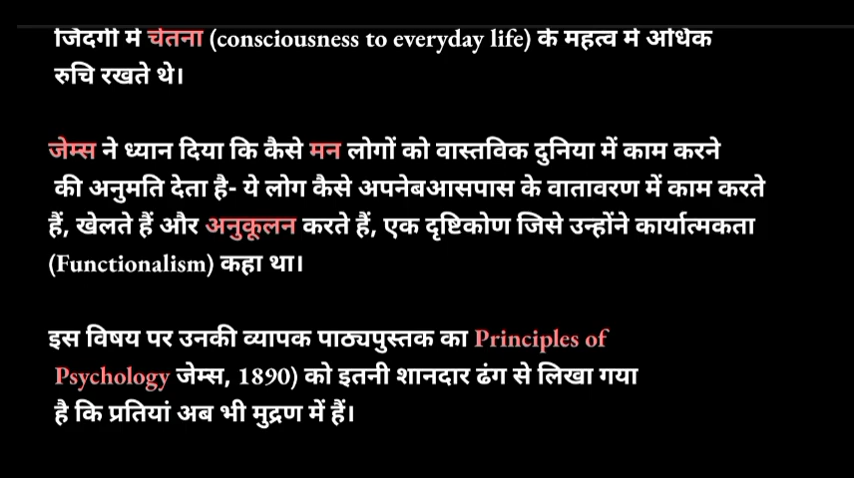 जिंदगी में चेतना (consciousness to everyday life) के महत्व में अधिक
रुचि रखते थे।
जेम्स ने ध्यान दिया कि कैसे मन लोगों को वास्तविक दुनिया में काम करने
की अनुमति देता है- ये लोग कैसे अपनेबआसपास के वातावरण में काम करते
हैं, खेलते हैं और अनुकूलन करते हैं, एक दृष्टिकोण जिसे उन्होंने कार्यात्मकता
(Functionalism) कहा था।
इस विषय पर उनकी व्यापक पाठ्यपुस्तक का Principles of
Psychology जेम्स, 1890) को इतनी शानदार ढंग से लिखा गया
है कि प्रतियां अब भी मुद्रण में हैं।